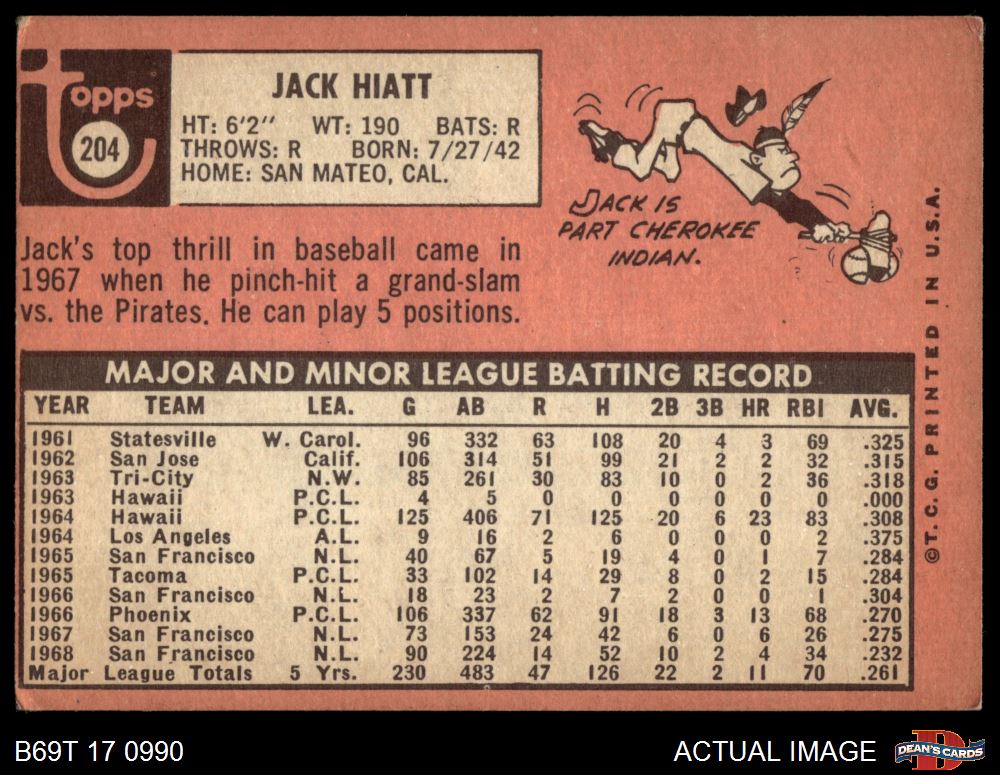 topps
204
JACK HIATT
HT: 6'2" WT: 190 BATS: R
THROWS: R BORN: 7/27/42
HOME: SAN MATEO, CAL.
Jack's top thrill in baseball came in
1967 when he pinch-hit a grand-slam
vs. the Pirates. He can play 5 positions.
JACK IS
PART CHEROKEE
INDIAN.
MAJOR AND MINOR LEAGUE BATTING RECORD
YEAR TEAM LEA. G AB R H 2B 3B HR RBI AVG.
1961 Statesville W. Carol. 96 332 63 108 20 4 3 69 .325
1962 San Jose Calif. 106 314 51 99 21 2 2 32 .315
1963 Tri-City N.W. 85 261 30 83 10 0 2 36 .318
1963 Hawaii P.C.L. 4 5 0 0 0 0 0 0 .000
1964 Hawaii P.C.L. 125 406 71 125 20 6 23 83 .308
1964 Los Angeles A.L. 9 16 2 6 0 0 0 2 .375
1965 San Francisco N.L. 40 67 5 19 4 0 1 7 .284
1965 Tacoma P.C.L. 33 102 14 29 8 0 2 15 .284
1966 San Francisco N.L. 18 23 2 7 2 0 0 1 .304
1966 Phoenix P.C.L. 106 337 62 91 18 3 13 68 .270
1967 San Francisco N.L. 73 153 24 42 6 0 6 26 .275
1968 San Francisco N.L. 90 224 14 52 10 2 4 34 .232
Major League Totals 5 Yrs. 230 483 47 126 22 2 11 70 .261
©T. C. G. PRINTED IN U.S.A.
B69T 17 0990
ACTUAL IMAGE
DEAN'S CARDS